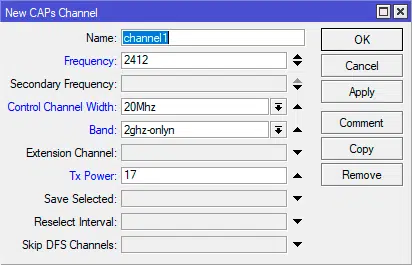 New CAPs Channel
Name: channel1
OK
Frequency: 2412
Cancel
Secondary Frequency:
Apply
Control Channel Width: 20Mhz
Band: 2ghz-onlyn
Comment
Extension Channel:
Copy
Tx Power: 17
Remove
Save Selected:
Reselect Interval:
Skip DFS Channels: